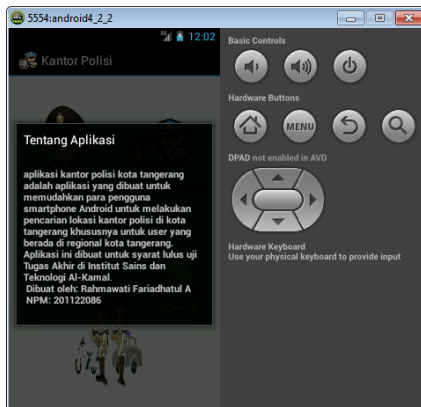 5554:android4_2_2
3G 12:02
Kantor Polisi
Tentang Aplikasi
aplikasi kantor polisi kota tangerang
adalah aplikasi yang dibuat untuk
memudahkan para pengguna
smartphone Android untuk melakukan
pencarian lokasi kantor polisi di kota
tangerang khususnya untuk user yang
berada di regional kota tangerang.
Aplikasi ini dibuat untuk syarat lulus uji
Tugas Akhir di Institut Sains dan
Teknologi Al-Kamal.
Dibuat oleh: Rahmawati Fariadhatul A
NPM: 201122086
Basic Controls
Hardware Buttons
MENU
DPAD not enabled in AVD
Hardware Keyboard
Use your physical keyboard to provide input